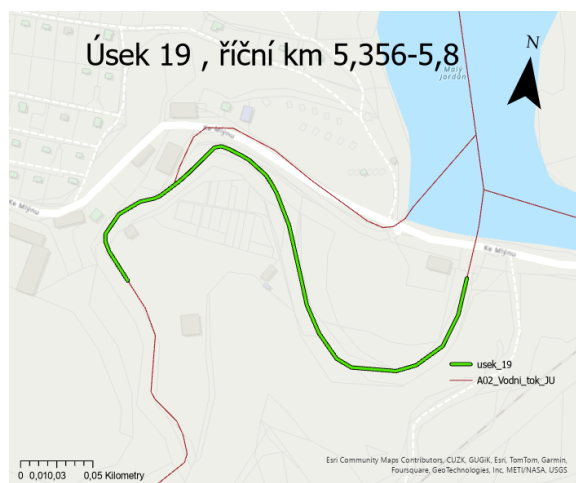 Úsek 19 , říční km 5,356-5,8
N
Malý
Jordán
Ke Mlýnu
Ke Mlýnu
Ke Mlýnu
usek_19
A02_Vodni_tok_JU
Esri Community Maps Contributors, CUZK, GUGiK, Esri, TomTom, Garmin,
Foursquare, GeoTechnologies, Inc, METI/NASA, USGS
0 0,010,03 0,05 Kilometry